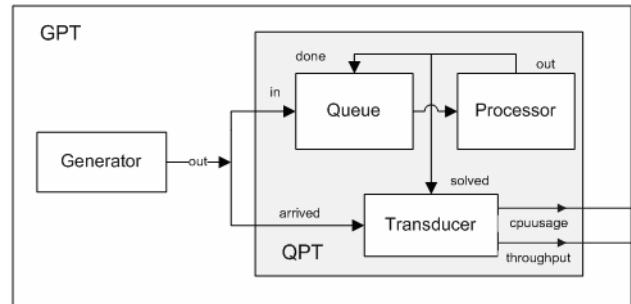 GPT
done
out
in
Queue
Processor
Generator
out
solved
arrived
cpuusage
Transducer
QPT
throughput